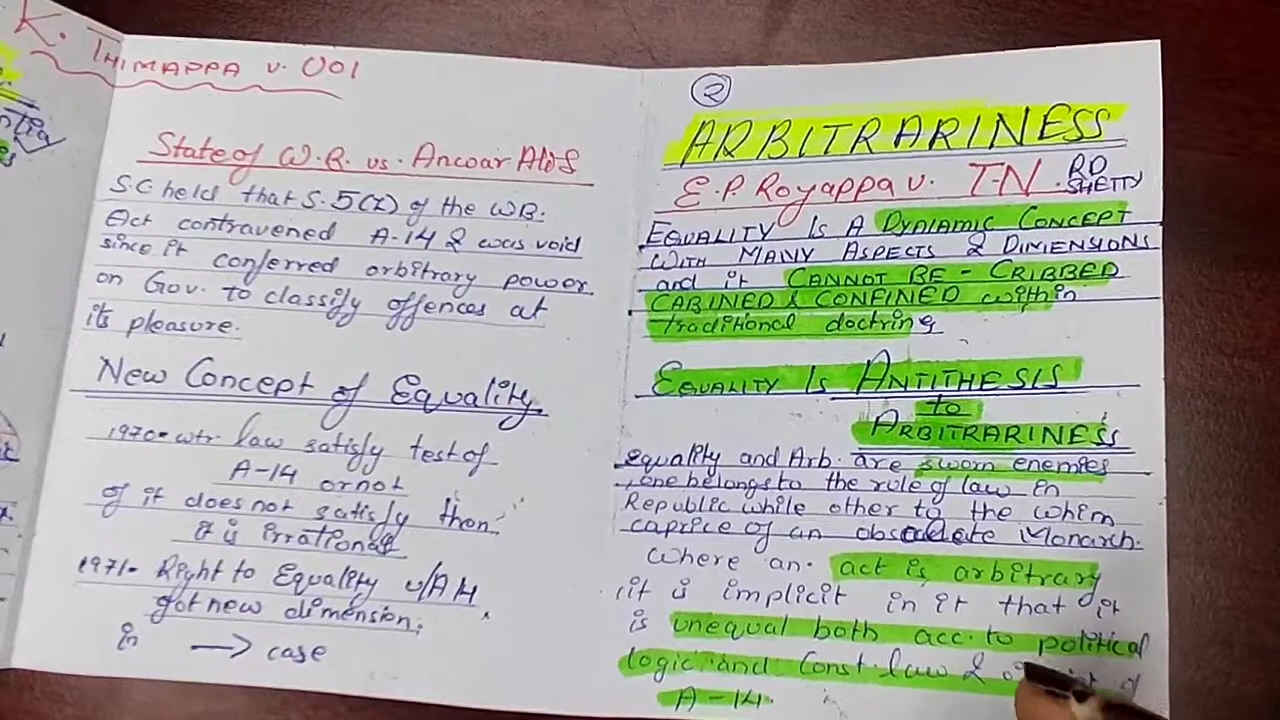 K. THIMAPPA v. UOI
State of W.B. vs. Anwar Ali S
S.C held that S. 5(1) of the WB.
Act contravened A-14 & was void
since it conferred arbitrary power
on Gov. to classify offences at
its pleasure.
New Concept of Equality
1970- wtr. law satisfy test of
A-14 or not
if it does not satisfy then
it is irrational
1971- Right to Equality v/A 14
got new dimension,
in → case
2
ARBITRARINESS
E.P. Royappa v. T.N. RD
SHETTY
EQUALITY IS A DYNAMIC CONCEPT
WITH MANY ASPECTS & DIMENSIONS
and it CANNOT BE - CRIBBED
CABINED & CONFINED within
traditional doctrine
EQUALITY IS ANTITHESIS
to
ARBITRARINESS
equality and Arb. are sworn enemies
, one belongs to the rule of law in
Republic while other to the whim
caprice of an Monarch.
Where an act is arbitrary
it is implicit in it that it
is unequal both acc. to political
logic and Const. law & of
A-14.